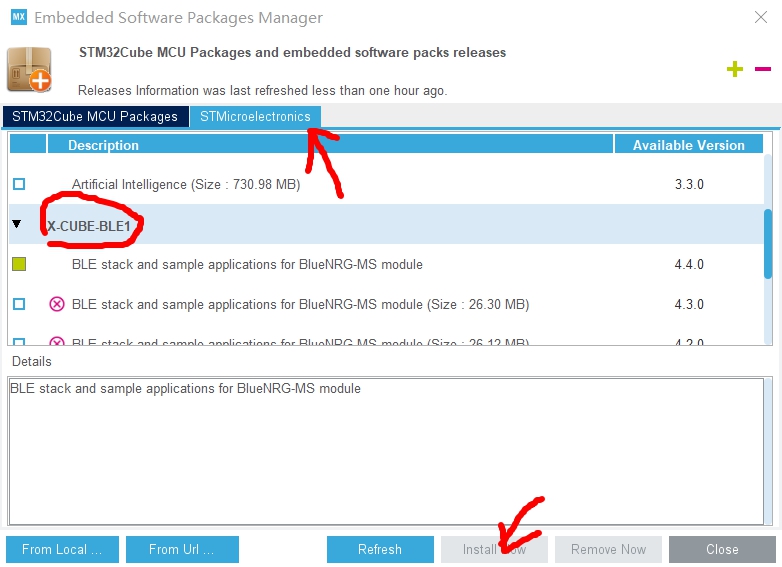 MX Embedded Software Packages Manager
STM32Cube MCU Packages and embedded software packs releases
Releases Information was last refreshed less than one hour ago.
STM32Cube MCU Packages STMicroelectronics
Description Available Version
Artificial Intelligence (Size : 730.98 MB) 3.3.0
X-CUBE-BLE1
BLE stack and sample applications for BlueNRG-MS module 4.4.0
BLE stack and sample applications for BlueNRG-MS module (Size : 26.30 MB) 4.3.0
BLE stack and sample applications for BlueNRG-MS module (Size : 26.12 MB) 4.2.0
Details
BLE stack and sample applications for BlueNRG-MS module
From Local ... From Url ... Refresh Install Now Remove Now Close